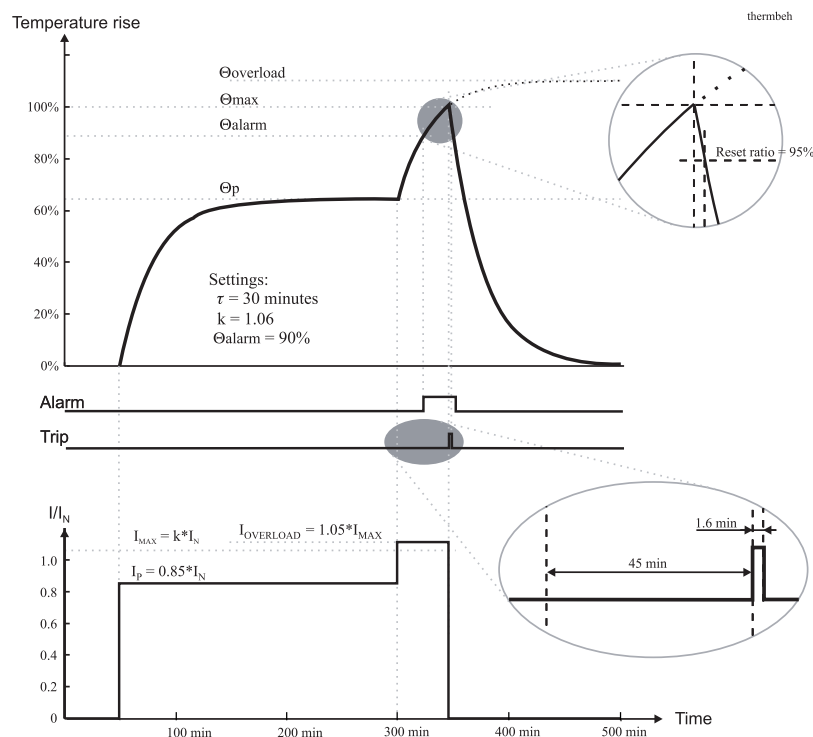 thermbeh
Temperature rise
Θoverload
Θmax
100%
Θalarm
80%
Reset ratio = 95%
Θp
60%
40%
Settings:
τ = 30 minutes
k = 1.06
Θalarm = 90%
20%
0%
Alarm
Trip
I/IN
IMAX = k*IN
IOVERLOAD = 1.05*IMAX
1.6 min
1.0
IP = 0.85*IN
45 min
0.8
0.6
0.4
0.2
0
Time
100 min
200 min
300 min
400 min
500 min